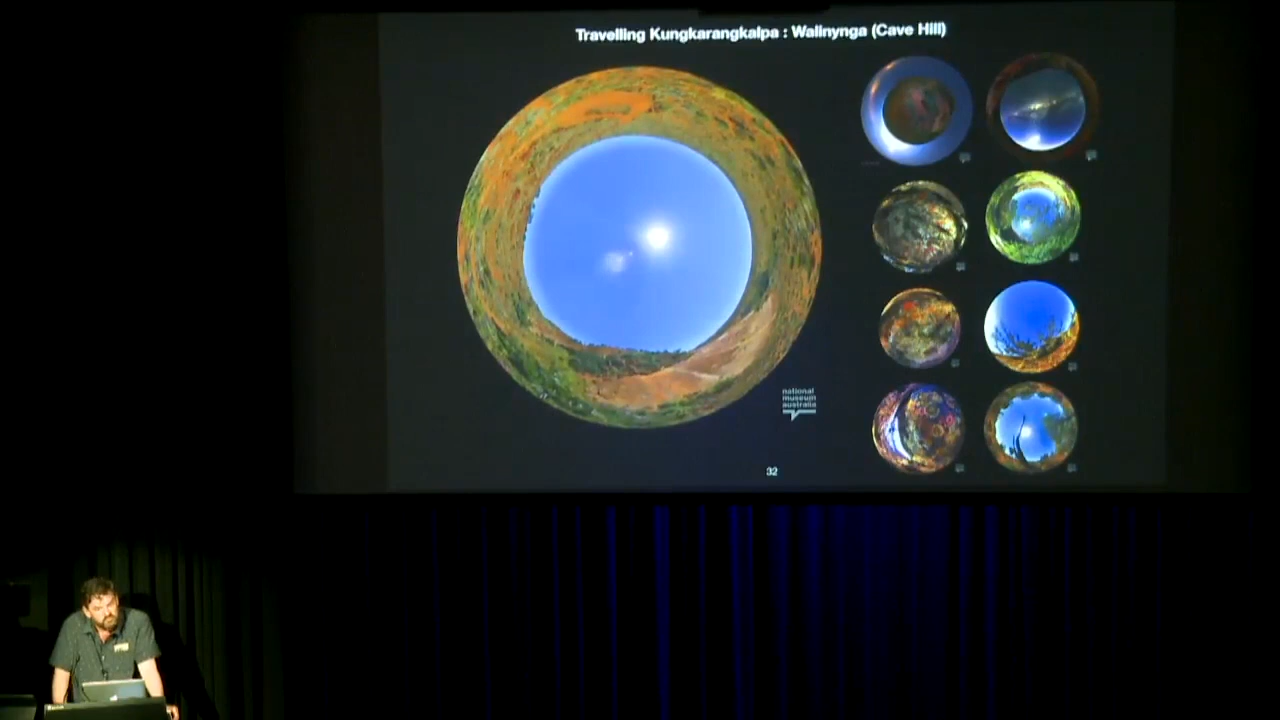 Travelling Kungkarangkalpa : Walinynga (Cave Hill)
national
museum
australia
32